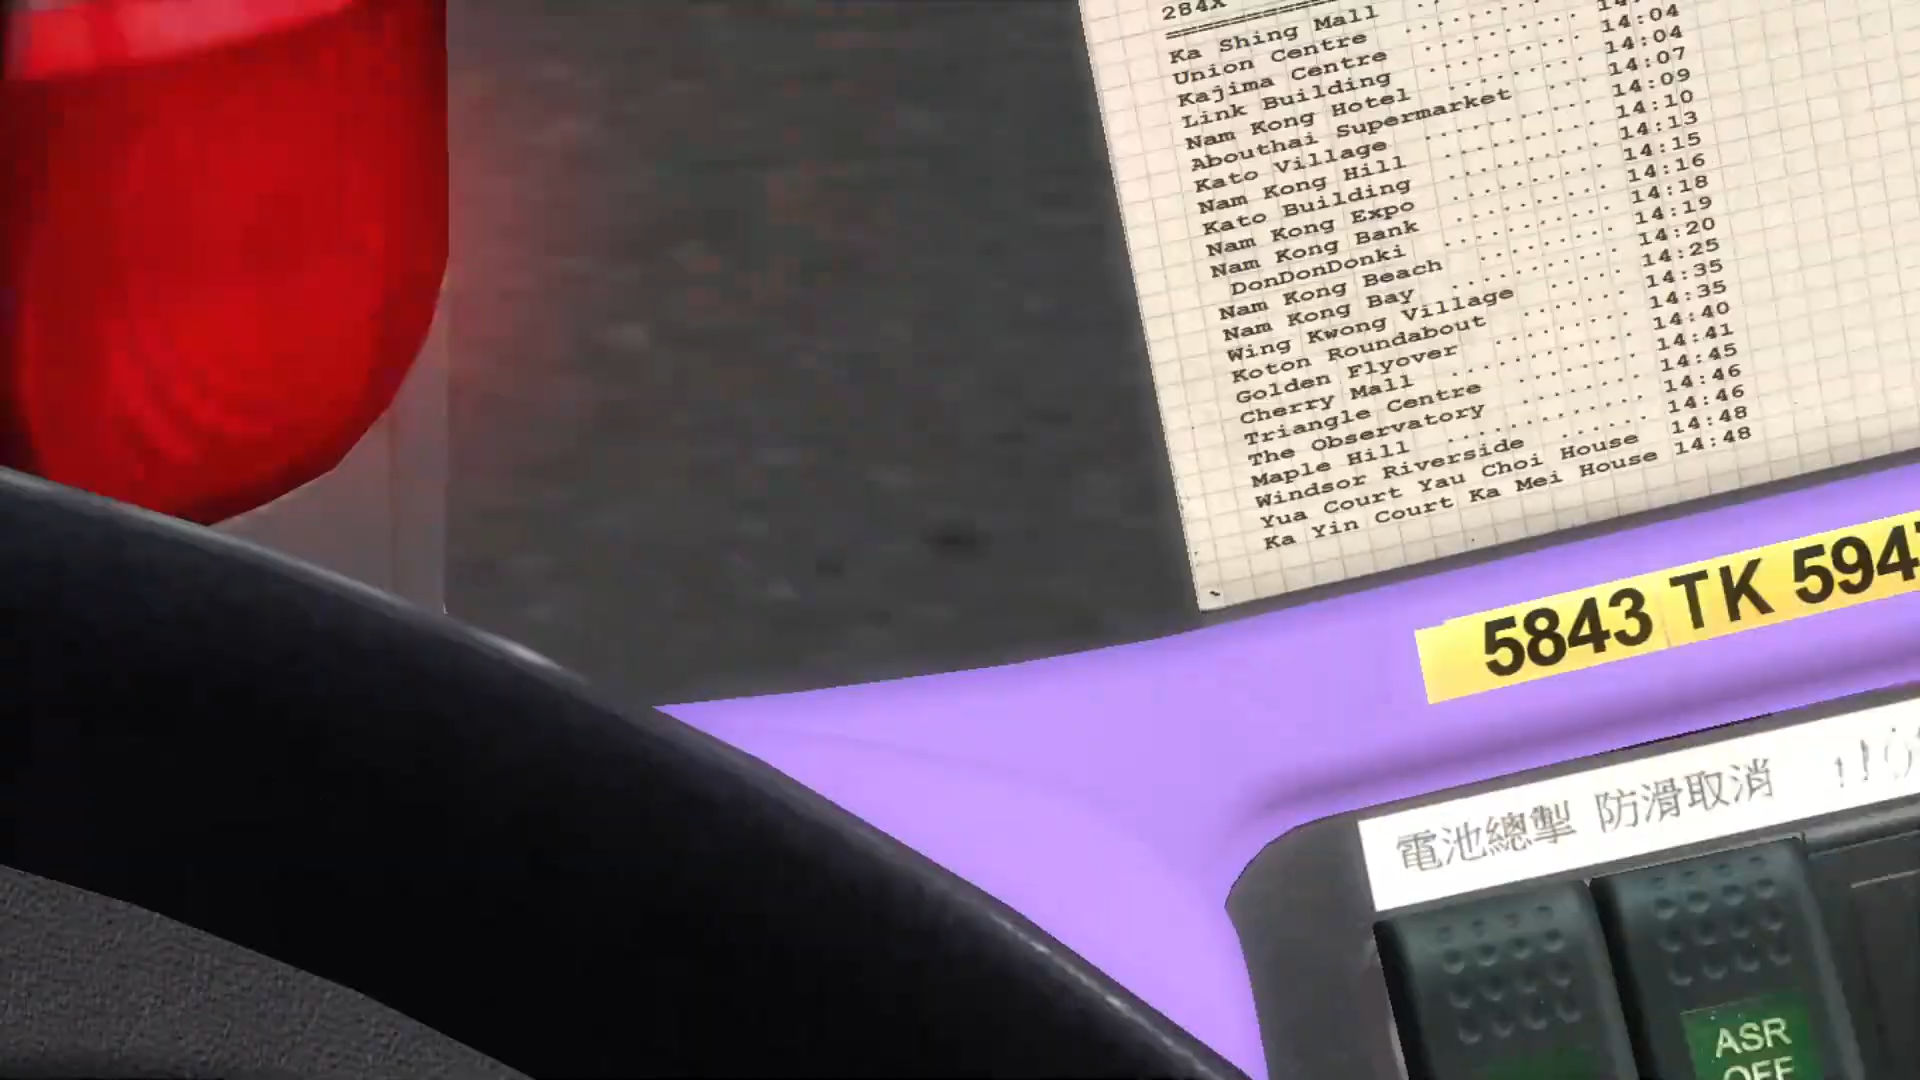 284X
====================
Ka Shing Mall
Union Centre
Kajima Centre
Link Building 14:04
Nam Kong Hotel 14:04
Abouthai Supermarket 14:07
Kato Village 14:09
Nam Kong Hill 14:10
Kato Building 14:13
Nam Kong Expo 14:15
Nam Kong Bank 14:16
DonDonDonki 14:18
Nam Kong Beach 14:19
Nam Kong Bay 14:20
Wing Kwong Village 14:25
Koton Roundabout 14:35
Golden Flyover 14:35
Cherry Mall 14:40
Triangle Centre 14:41
The Observatory 14:45
Maple Hill 14:46
Windsor Riverside 14:46
Yua Court Yau Choi House 14:48
Ka Yin Court Ka Mei House 14:48
5843 TK 594
電池總掣 防滑取消
ASR
OFF